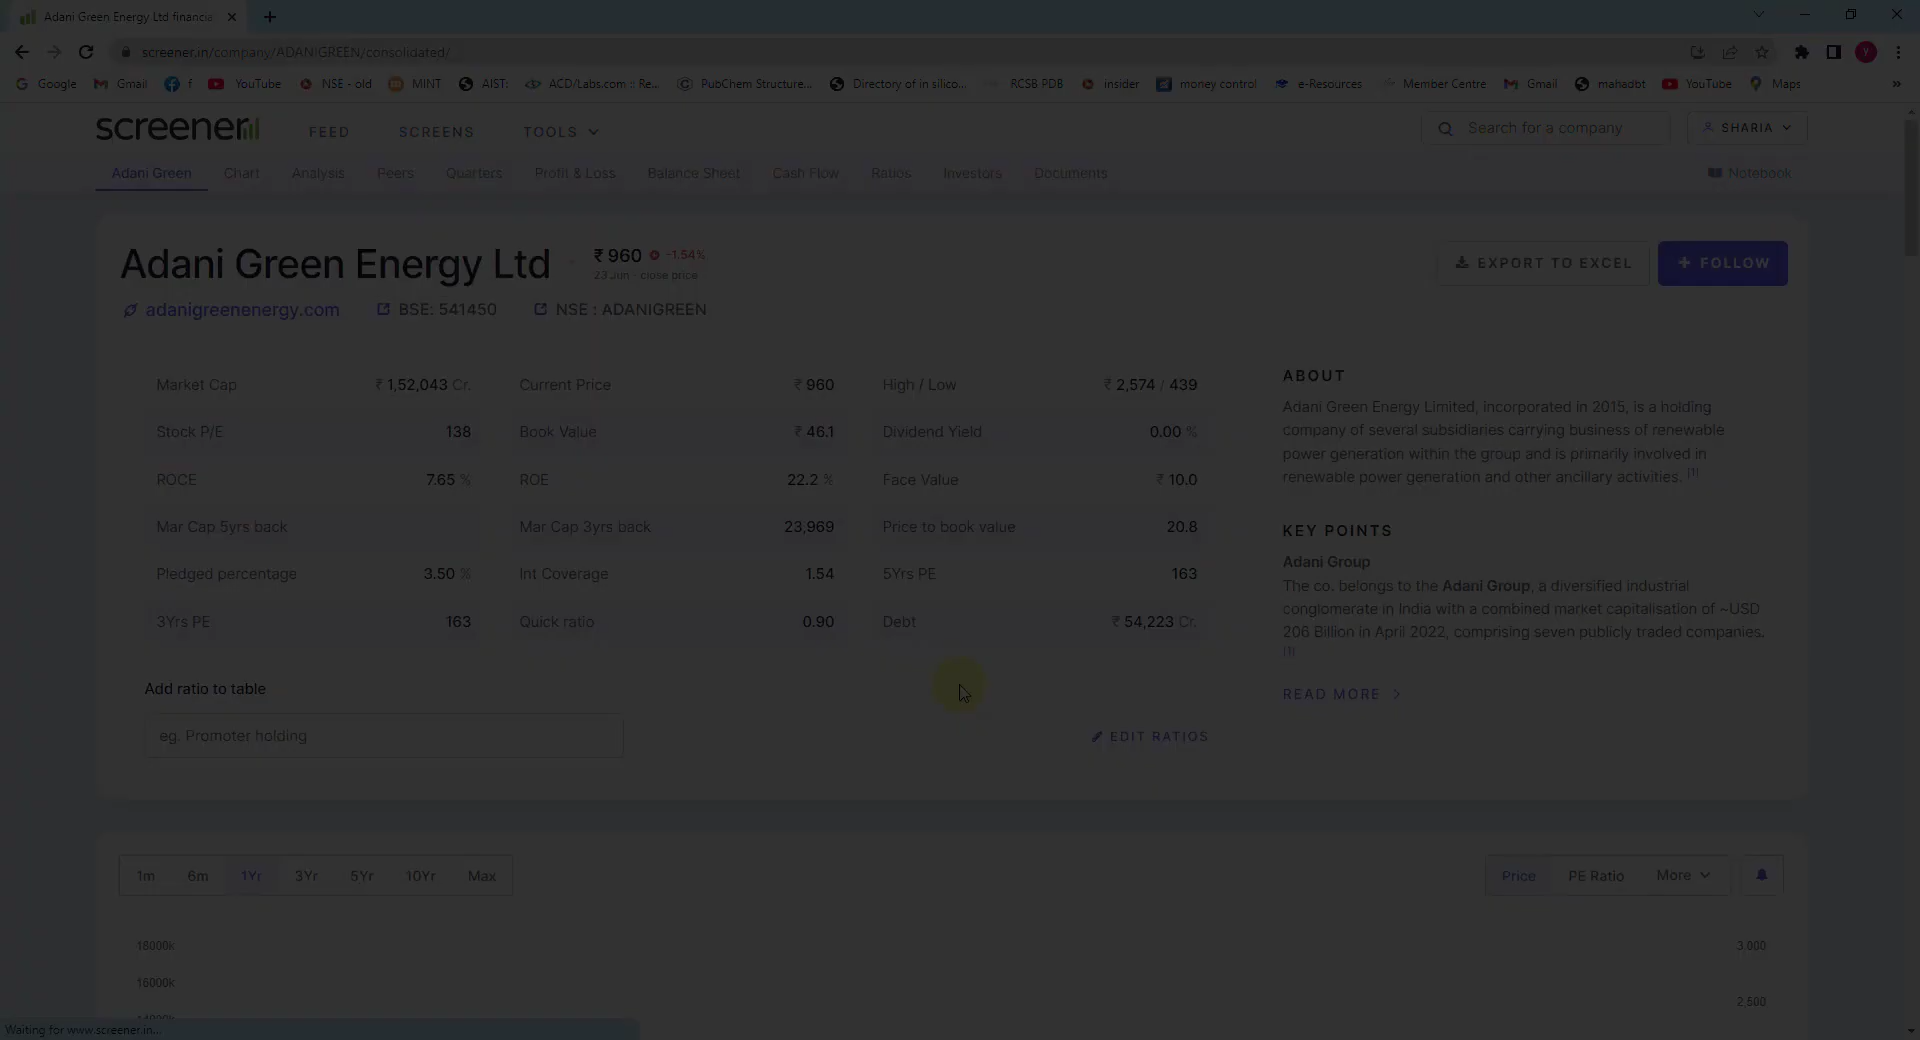 Adani Green Energy Ltd financia
screener.in/company/ADANIGREEN/consolidated/
Google Gmail f YouTube NSE - old MINT AIST: ACD/Labs.com :: Re... PubChem Structure... Directory of in silico... RCSB PDB insider money control e-Resources Member Centre Gmail mahadbt YouTube Maps »
Y
screener
FEED SCREENS TOOLS
Search for a company
SHARIA
Adani Green Chart Analysis Peers Quarters Profit & Loss Balance Sheet Cash Flow Ratios Investors Documents
Notebook
Adani Green Energy Ltd
₹ 960 -1.54%
23 Jun - close price
EXPORT TO EXCEL
+ FOLLOW
adanigreenenergy.com BSE: 541450 NSE : ADANIGREEN
Market Cap ₹ 1,52,043 Cr. Current Price ₹ 960 High / Low ₹ 2,574 / 439
Stock P/E 138 Book Value ₹ 46.1 Dividend Yield 0.00 %
ROCE 7.65 % ROE 22.2 % Face Value ₹ 10.0
Mar Cap 5yrs back Mar Cap 3yrs back 23,969 Price to book value 20.8
Pledged percentage 3.50 % Int Coverage 1.54 5Yrs PE 163
3Yrs PE 163 Quick ratio 0.90 Debt ₹ 54,223 Cr.
Add ratio to table
eg. Promoter holding
EDIT RATIOS
ABOUT
Adani Green Energy Limited, incorporated in 2015, is a holding
company of several subsidiaries carrying business of renewable
power generation within the group and is primarily involved in
renewable power generation and other ancillary activities. [1]
KEY POINTS
Adani Group
The co. belongs to the Adani Group, a diversified industrial
conglomerate in India with a combined market capitalisation of ~USD
206 Billion in April 2022, comprising seven publicly traded companies.
[1]
READ MORE
1m 6m 1Yr 3Yr 5Yr 10Yr Max
Price PE Ratio More
18000k 3,000
16000k
2,500
14000k
Waiting for www.screener.in...